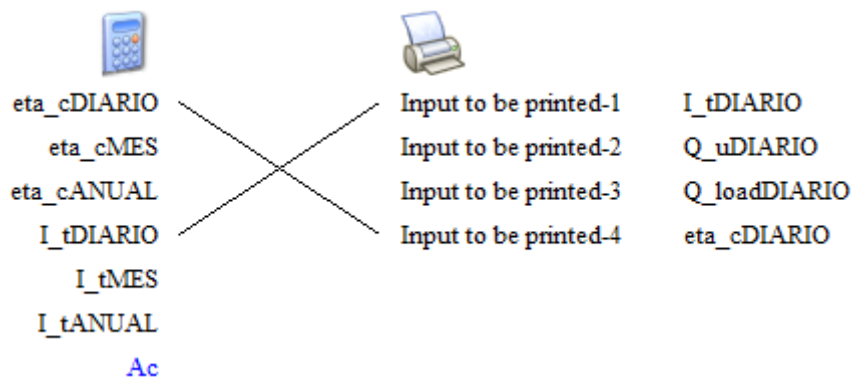 eta_cDIARIO Input to be printed-1 I_tDIARIO
eta_cMES Input to be printed-2 Q_uDIARIO
eta_cANUAL Input to be printed-3 Q_loadDIARIO
I_tDIARIO Input to be printed-4 eta_cDIARIO
I_tMES
I_tANUAL
Ac